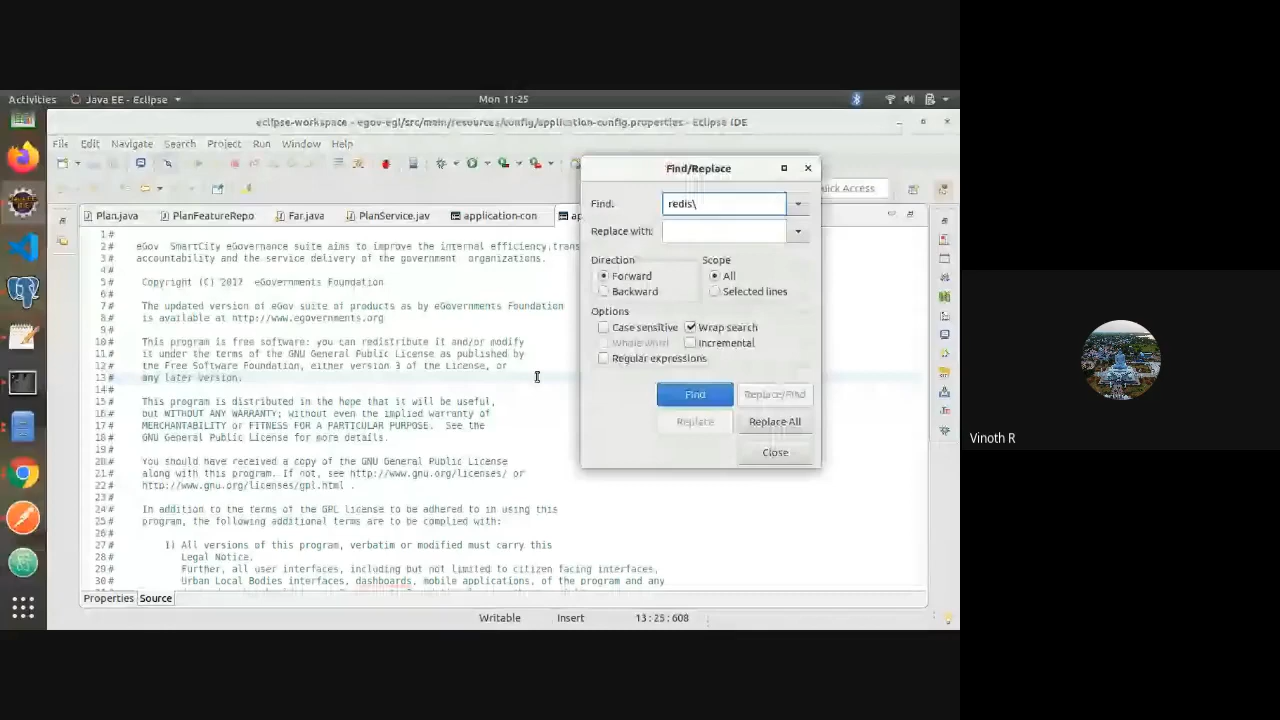 Activities
Java EE - Eclipse
Mon 11:25
eclipse-workspace - egov-egi/src/main/resources/config/application-config.properties - Eclipse IDE
File Edit Navigate Search Project Run Window Help
Quick Access
Plan.java
PlanFeatureRepo
Far.java
PlanService.jav
application-con
ap
1#
2# eGov SmartCity eGovernance suite aims to improve the internal efficiency,trans
3# accountability and the service delivery of the government organizations.
4#
5# Copyright (C) 2017 eGovernments Foundation
6#
7# The updated version of eGov suite of products as by eGovernments Foundation
8# is available at http://www.egovernments.org
9#
10# This program is free software: you can redistribute it and/or modify
11# it under the terms of the GNU General Public License as published by
12# the Free Software Foundation, either version 3 of the License, or
13# any later version.
14#
15# This program is distributed in the hope that it will be useful,
16# but WITHOUT ANY WARRANTY; without even the implied warranty of
17# MERCHANTABILITY or FITNESS FOR A PARTICULAR PURPOSE. See the
18# GNU General Public License for more details.
19#
20# You should have received a copy of the GNU General Public License
21# along with this program. If not, see http://www.gnu.org/licenses/ or
22# http://www.gnu.org/licenses/gpl.html .
23#
24# In addition to the terms of the GPL license to be adhered to in using this
25# program, the following additional terms are to be complied with:
26#
27# 1) All versions of this program, verbatim or modified must carry this
28# Legal Notice.
29# Further, all user interfaces, including but not limited to citizen facing interfaces,
30# Urban Local Bodies interfaces, dashboards, mobile applications, of the program and any
Find/Replace
Find: redis\
Replace with:
Direction
Forward
Backward
Scope
All
Selected lines
Options
Case sensitive
Wrap search
Whole word
Incremental
Regular expressions
Find
Replace/Find
Replace
Replace All
Close
Properties
Source
Writable
Insert
13:25:608
Vinoth R